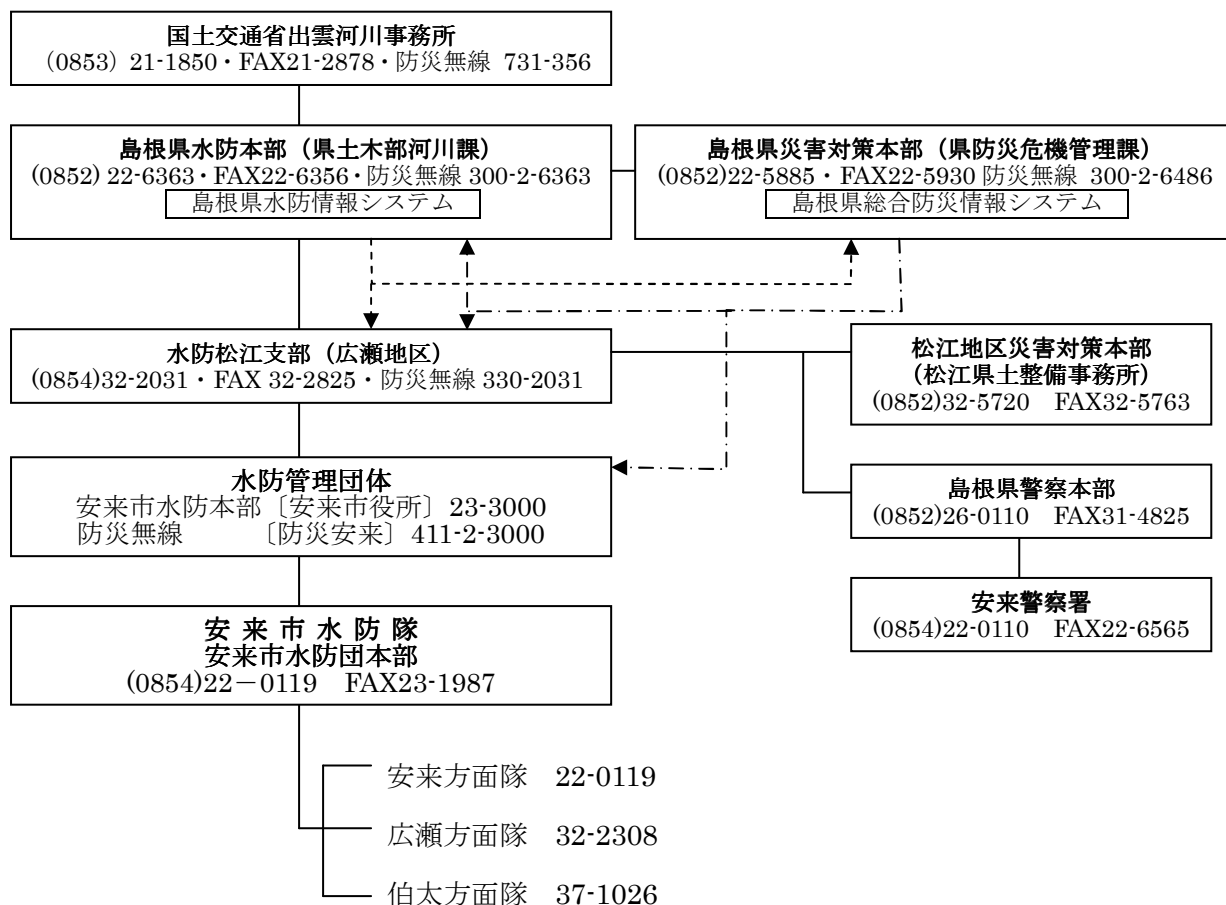 国土交通省出雲河川事務所
(0853) 21-1850・FAX21-2878・防災無線 731-356
島根県水防本部（県土木部河川課）
(0852) 22-6363・FAX22-6356・防災無線 300-2-6363
島根県水防情報システム
島根県災害対策本部（県防災危機管理課）
(0852)22-5885・FAX22-5930 防災無線 300-2-6486
島根県総合防災情報システム
水防松江支部（広瀬地区）
(0854)32-2031・FAX 32-2825・防災無線 330-2031
松江地区災害対策本部
（松江県土整備事務所）
(0852)32-5720 FAX32-5763
水防管理団体
安来市水防本部〔安来市役所〕23-3000
防災無線 〔防災安来〕411-2-3000
島根県警察本部
(0852)26-0110 FAX31-4825
安来警察署
(0854)22-0110 FAX22-6565
安 来 市 水 防 隊
安来市水防団本部
(0854)22－0119 FAX23-1987
安来方面隊 22-0119
広瀬方面隊 32-2308
伯太方面隊 37-1026